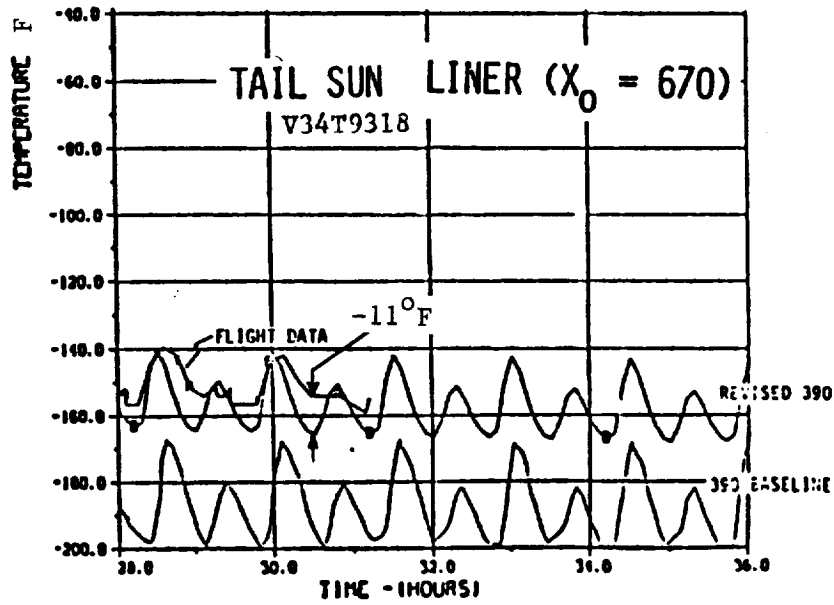 TEMPERATURE F
-40.0
-60.0
-80.0
-100.0
-120.0
-140.0
-160.0
-180.0
-200.0
TAIL SUN LINER (X0 = 670)
V34T9318
-11°F
FLIGHT DATA
REVISED 390
390 BASELINE
28.0 30.0 32.0 34.0 36.0
TIME - (HOURS)